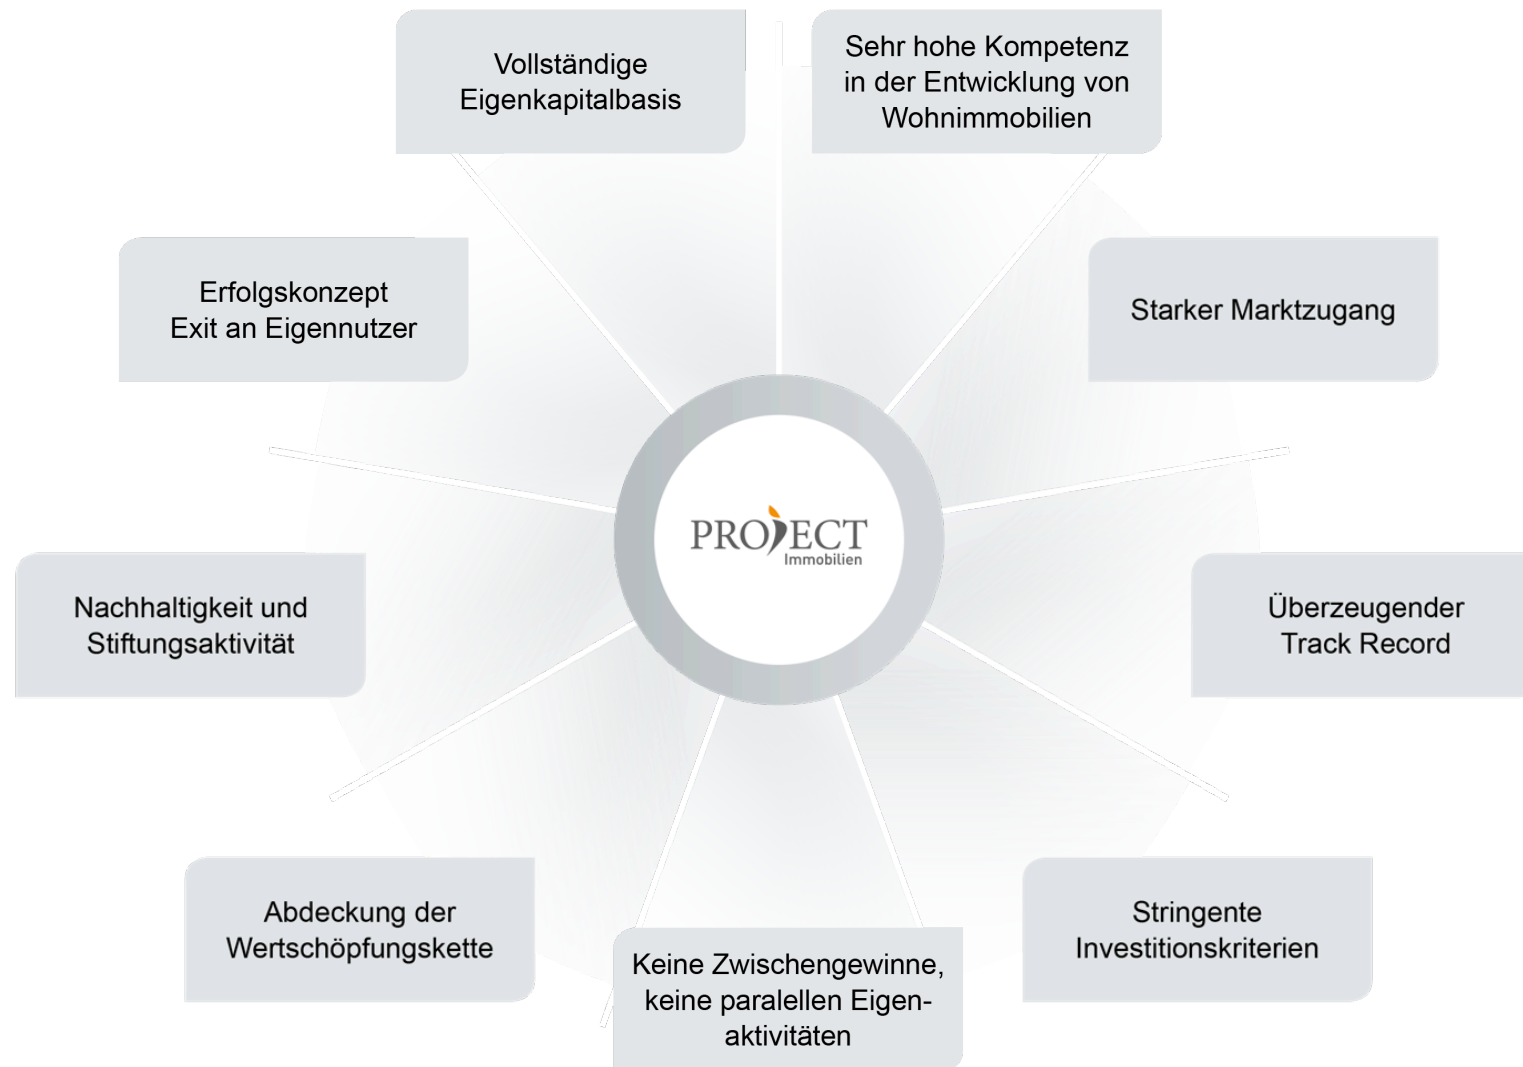 Vollständige
Eigenkapitalbasis
Sehr hohe Kompetenz
in der Entwicklung von
Wohnimmobilien
Erfolgskonzept
Exit an Eigennutzer
Starker Marktzugang
PROJECT
Immobilien
Nachhaltigkeit und
Stiftungsaktivität
Überzeugender
Track Record
Abdeckung der
Wertschöpfungskette
Keine Zwischengewinne,
keine paralellen Eigen-
aktivitäten
Stringente
Investitionskriterien